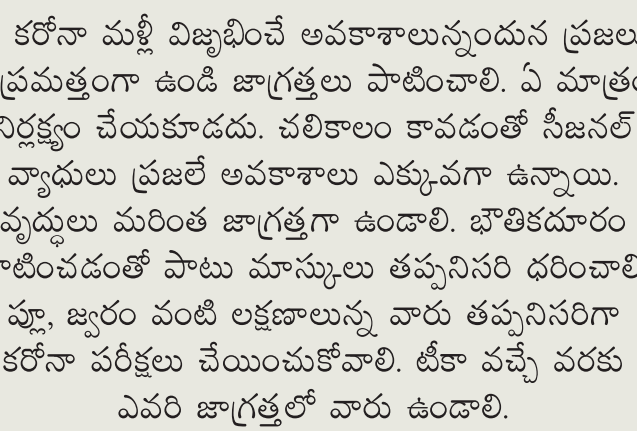 కరోనా మళ్లీ విజృభించే అవకాశాలున్నందున ప్రజలు
ప్రమత్తంగా ఉండి జాగ్రత్తలు పాటించాలి. ఏ మాత్రం
నిర్లక్ష్యం చేయకూడదు. చలికాలం కావడంతో సీజనల్
వ్యాధులు ప్రజలే అవకాశాలు ఎక్కువగా ఉన్నాయి.
వృద్ధులు మరింత జాగ్రత్తగా ఉండాలి. భౌతికదూరం
పాటించడంతో పాటు మాస్కులు తప్పనిసరి ధరించాలి
ఫ్లూ, జ్వరం వంటి లక్షణాలున్న వారు తప్పనిసరిగా
కరోనా పరీక్షలు చేయించుకోవాలి. టీకా వచ్చే వరకు
ఎవరి జాగ్రత్తలో వారు ఉండాలి.